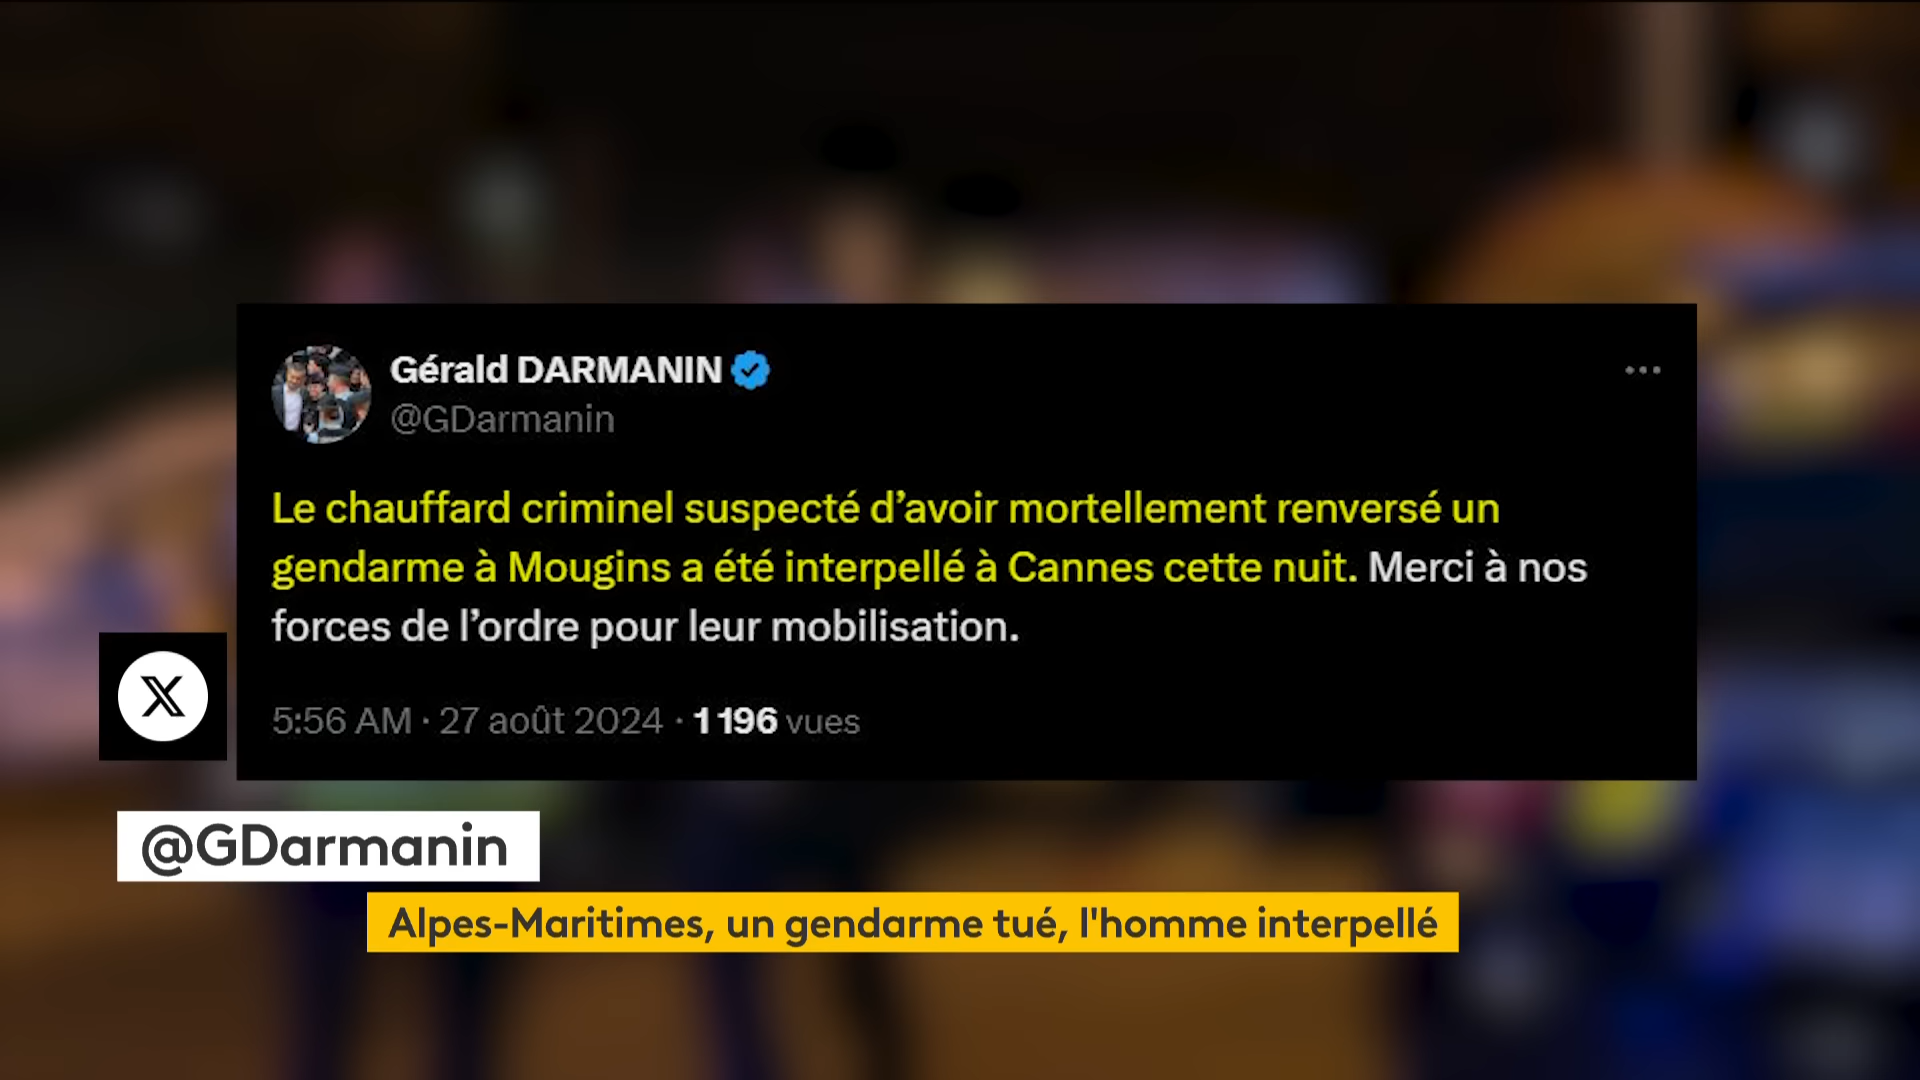 Gérald DARMANIN
@GDarmanin
Le chauffard criminel suspecté d’avoir mortellement renversé un
gendarme à Mougins a été interpellé à Cannes cette nuit. Merci à nos
forces de l’ordre pour leur mobilisation.
5:56 AM · 27 août 2024 · 1 196 vues
X
@GDarmanin
Alpes-Maritimes, un gendarme tué, l'homme interpellé